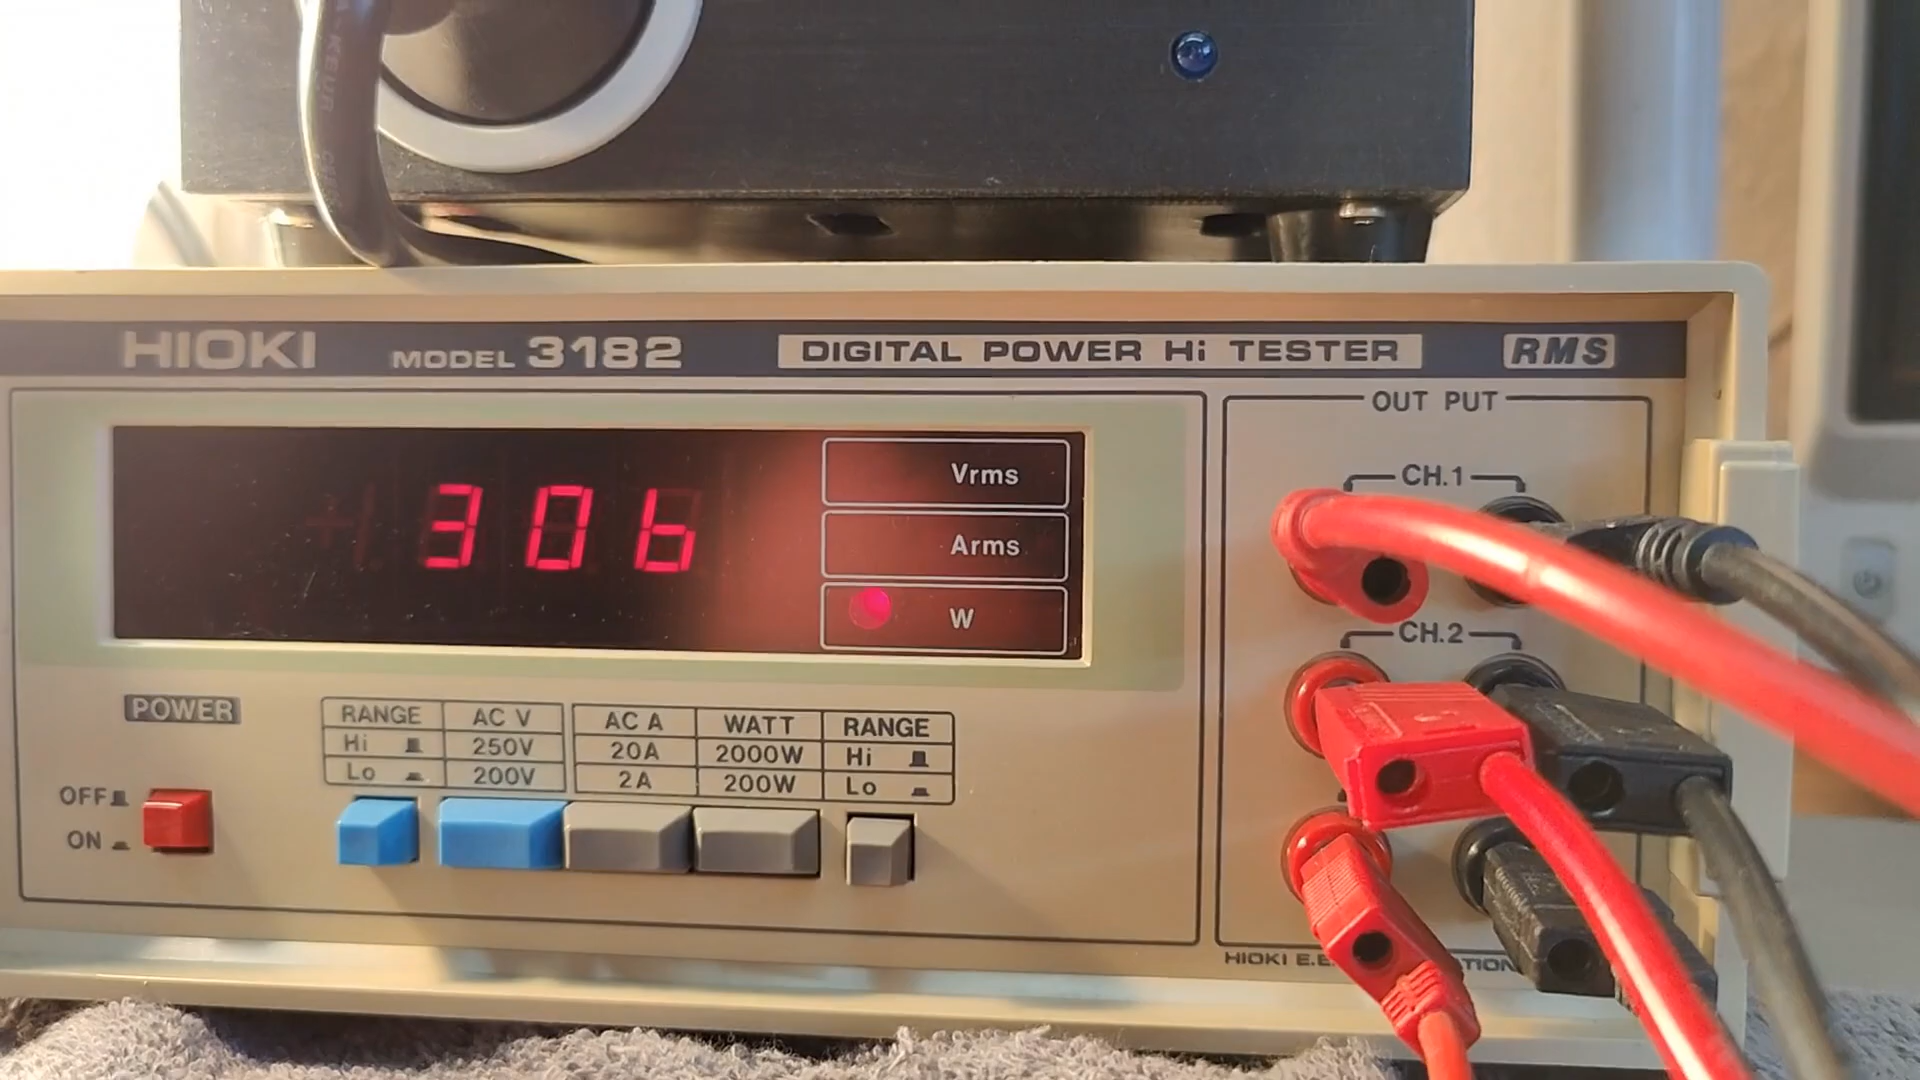 HIOKI MODEL 3182 DIGITAL POWER Hi TESTER RMS
OUT PUT
CH.1
306
Vrms
Arms
W
CH.2
POWER
OFF
ON
RANGE AC V AC A WATT RANGE
Hi 250V 20A 2000W Hi
Lo 200V 2A 200W Lo
HIOKI E.E.